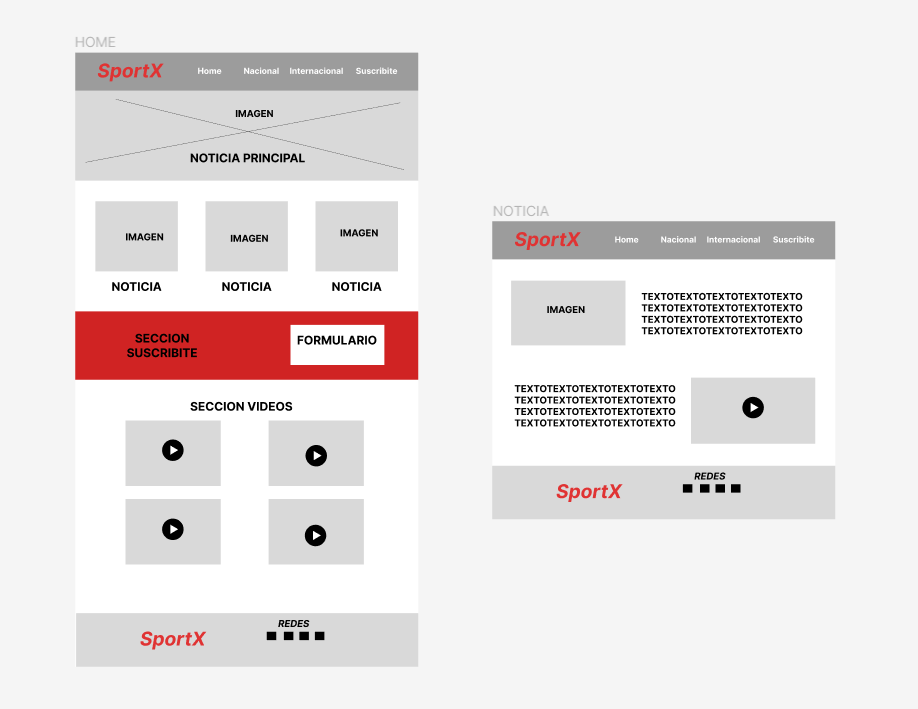 HOME
SportX Home Nacional Internacional Suscribite
IMAGEN
NOTICIA PRINCIPAL
IMAGEN IMAGEN IMAGEN
NOTICIA NOTICIA NOTICIA
SECCION
SUSCRIBITE
FORMULARIO
SECCION VIDEOS
SportX
REDES
NOTICIA
SportX Home Nacional Internacional Suscribite
IMAGEN
TEXTOTEXTOTEXTOTEXTOTEXTO
TEXTOTEXTOTEXTOTEXTOTEXTO
TEXTOTEXTOTEXTOTEXTOTEXTO
TEXTOTEXTOTEXTOTEXTOTEXTO
TEXTOTEXTOTEXTOTEXTOTEXTO
TEXTOTEXTOTEXTOTEXTOTEXTO
TEXTOTEXTOTEXTOTEXTOTEXTO
TEXTOTEXTOTEXTOTEXTOTEXTO
SportX
REDES